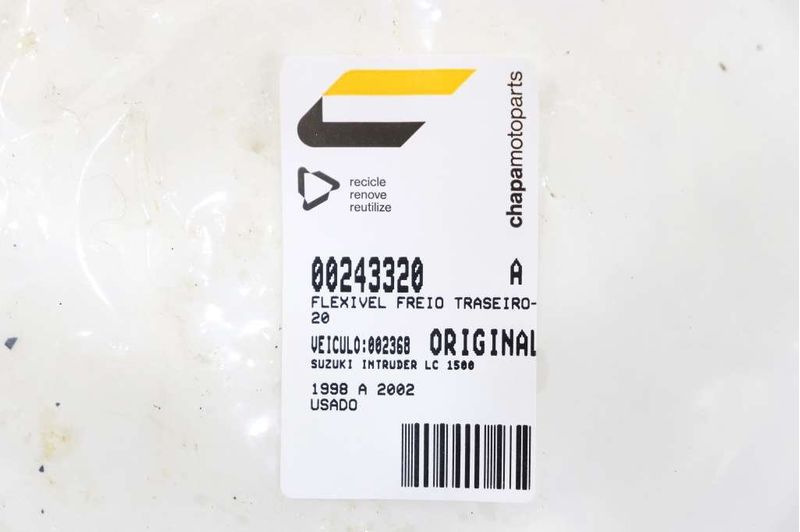 chapamotoparts
recicle
renove
reutilize
00243320 A
FLEXIVEL FREIO TRASEIRO-
20
VEICULO:002368 ORIGINAL
SUZUKI INTRUDER LC 1500
1998 A 2002
USADO